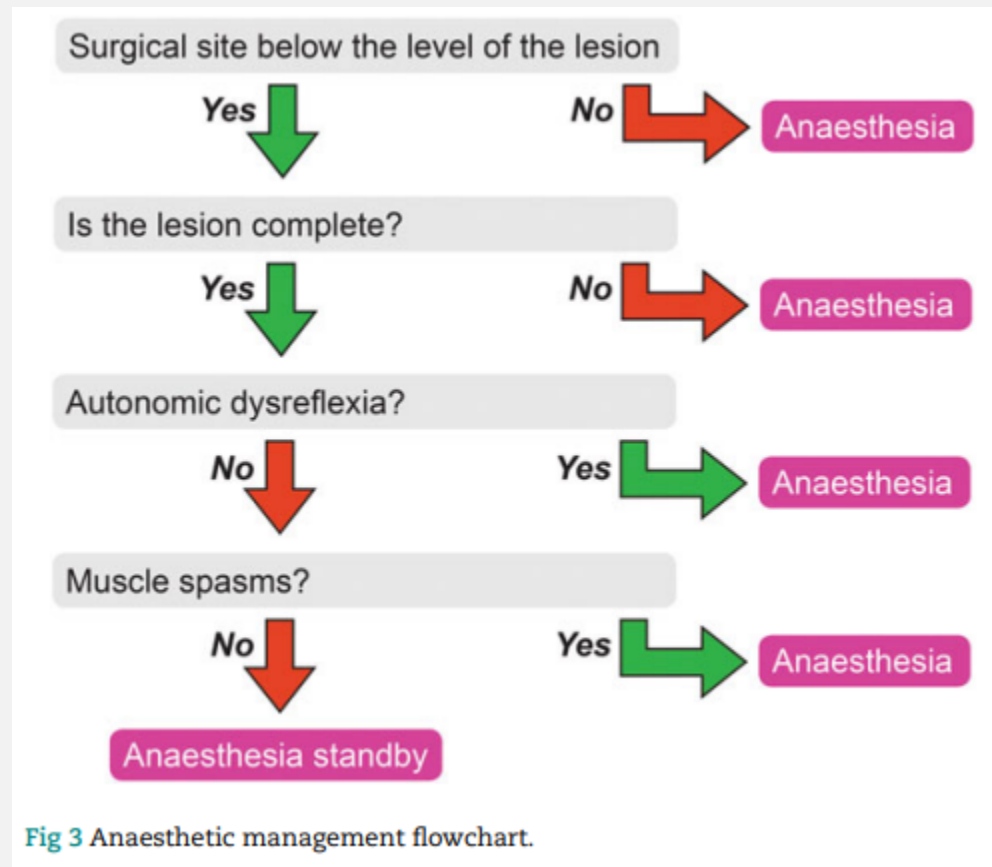 Surgical site below the level of the lesion
Yes
No
Anaesthesia
Is the lesion complete?
Yes
No
Anaesthesia
Autonomic dysreflexia?
No
Yes
Anaesthesia
Muscle spasms?
No
Yes
Anaesthesia
Anaesthesia standby
Fig 3 Anaesthetic management flowchart.